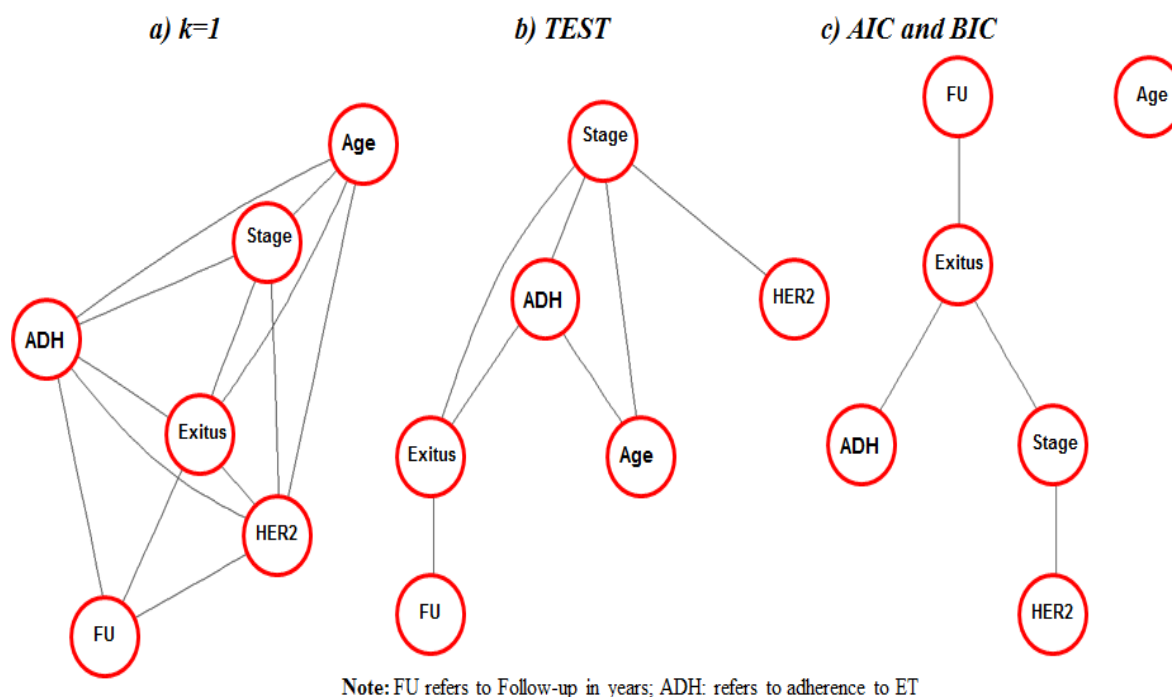 a) k=1
b) TEST
c) AIC and BIC
Age
Stage
ADH
Exitus
HER2
FU
Stage
ADH
HER2
Exitus
Age
FU
FU
Age
Exitus
ADH
Stage
HER2
Note: FU refers to Follow-up in years; ADH: refers to adherence to ET